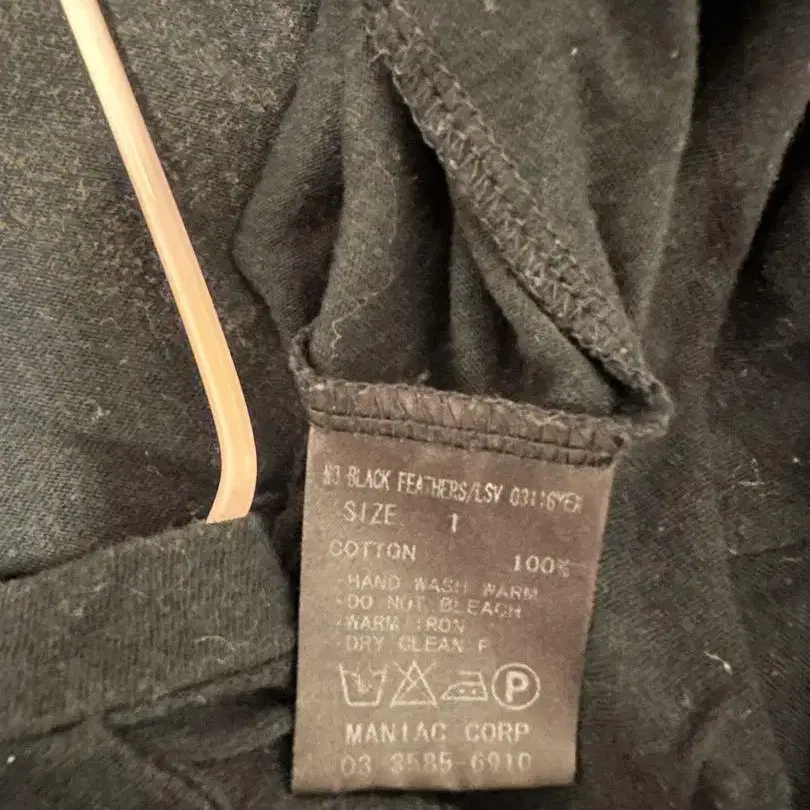 BLACK FEATHERS/LSV
SIZE 1
COTTON 100%
-HAND WASH WARM
-DO NOT BLEACH
-WARM IRON
-DRY CLEAN P
P
MANIAC CORP
03 3585-6910